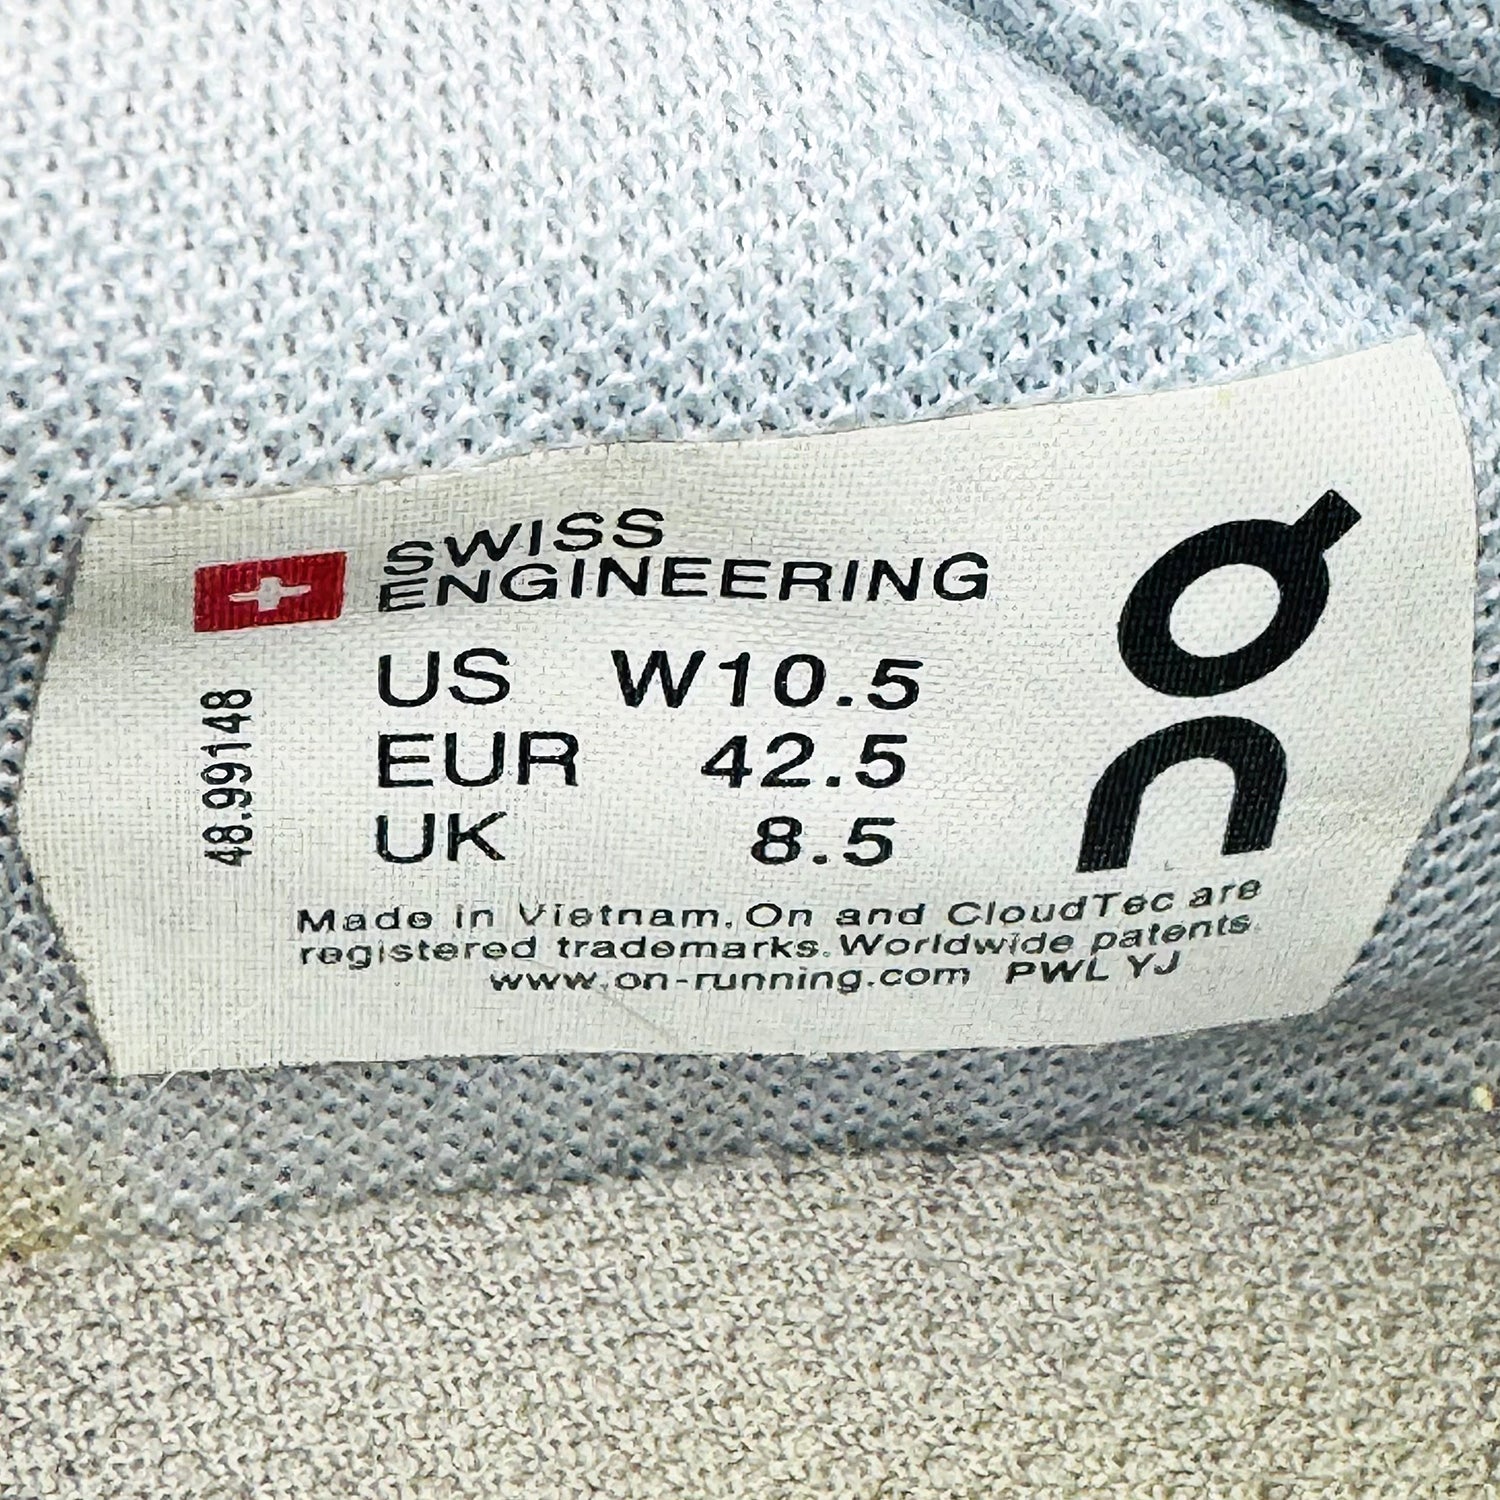 SWISS
ENGINEERING
US W10.5
EUR 42.5
UK 8.5
48.99148
On
Made in Vietnam. On and CloudTec are
registered trademarks. Worldwide patents.
www.on-running.com PWL YJ